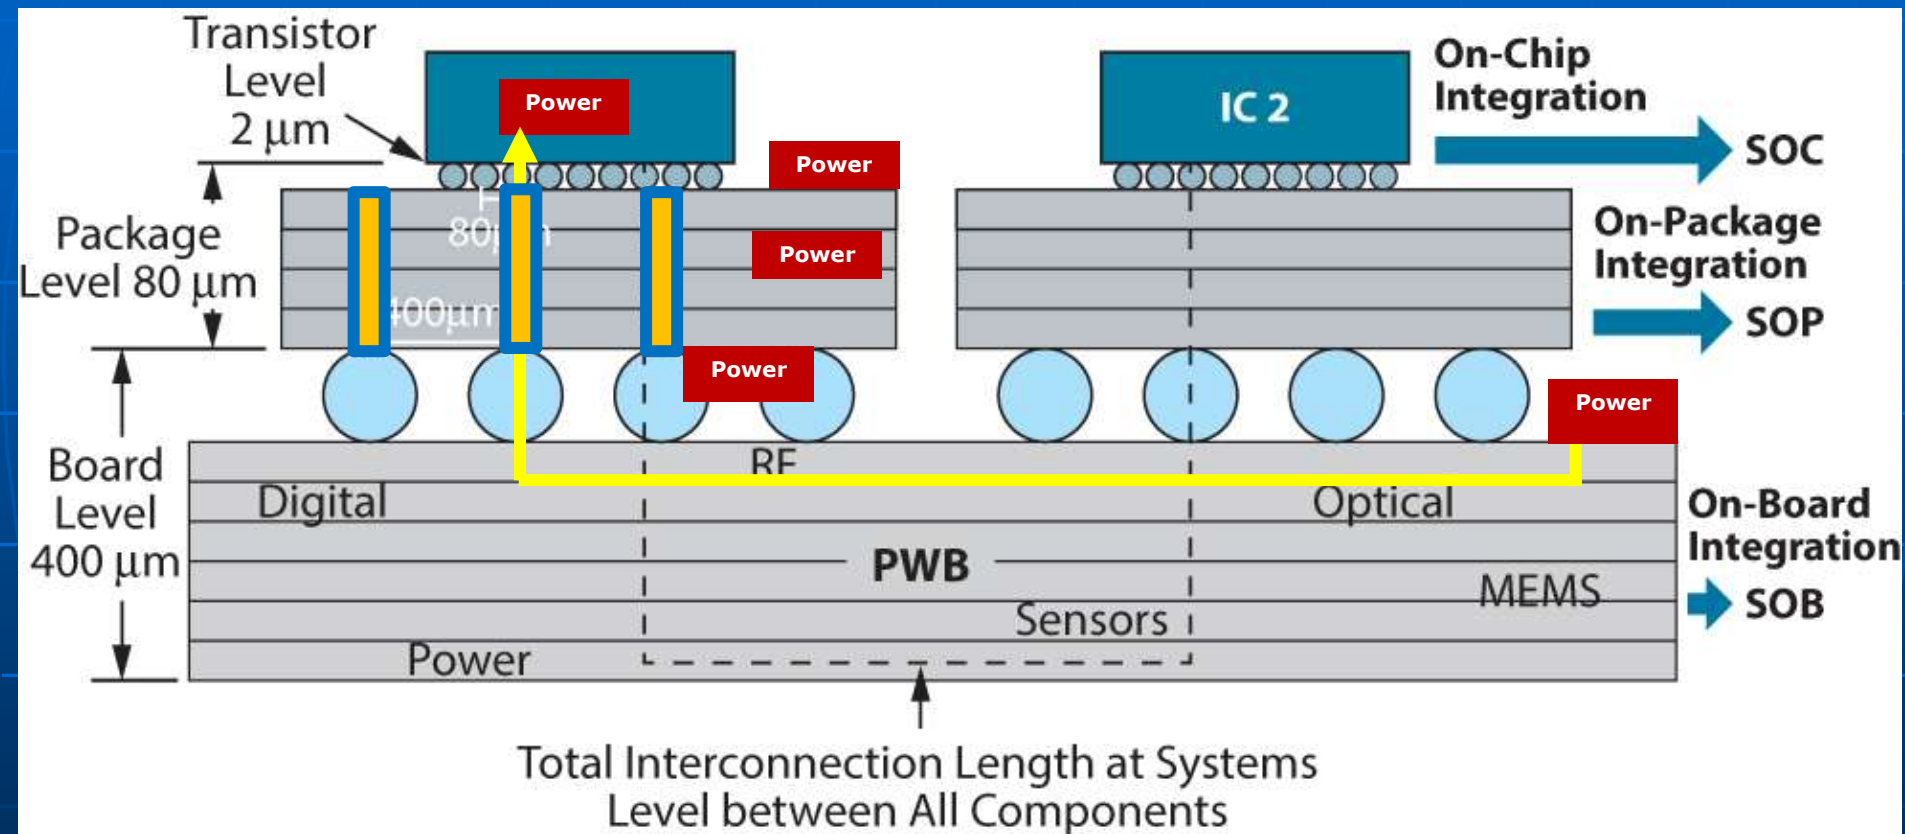 Transistor
Level
2 μm
Power
IC 2
On-Chip
Integration
SOC
Power
Package
Level 80 μm
400μm
Power
On-Package
Integration
SOP
Power
Power
Board
Level
400 μm
RF
Digital
Optical
PWB
On-Board
Integration
SOB
MEMS
Sensors
Power
Total Interconnection Length at Systems
Level between All Components